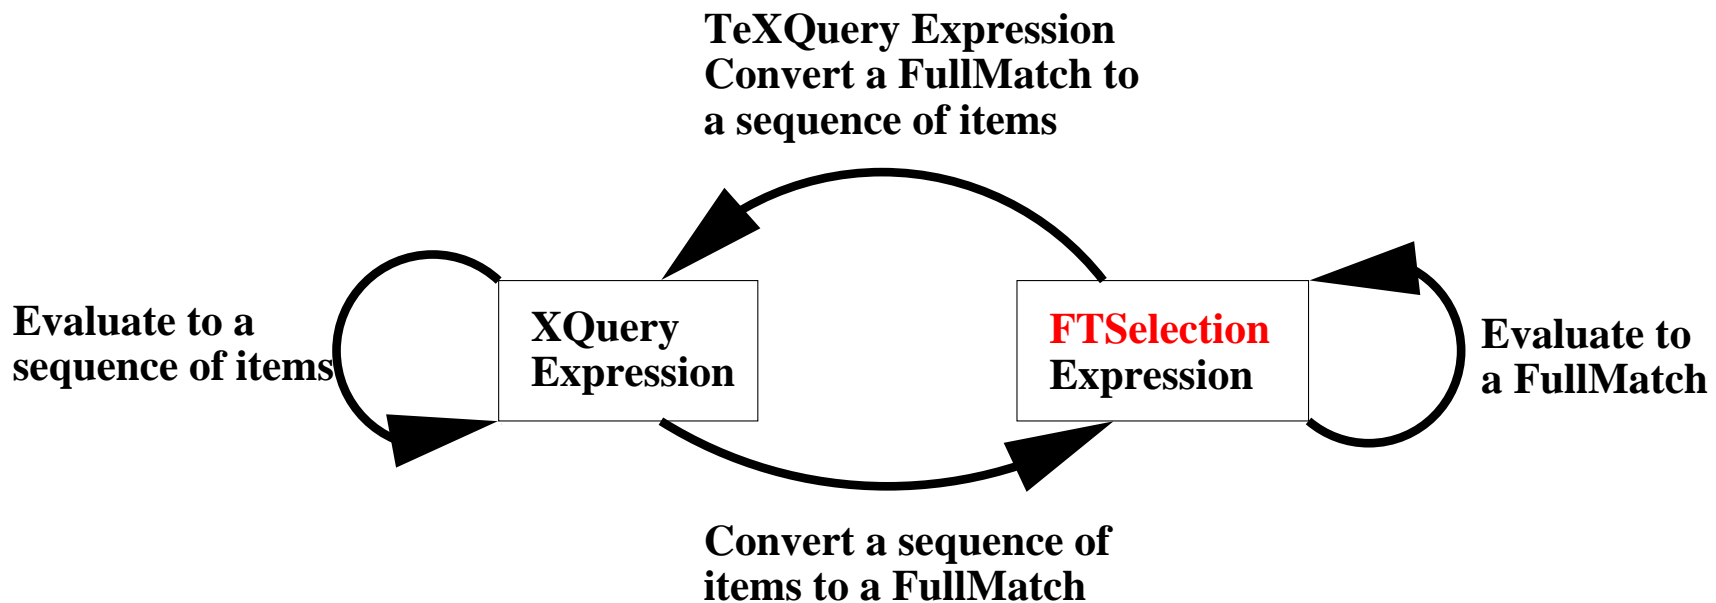 TeXQuery Expression
Convert a FullMatch to
a sequence of items
Evaluate to a
sequence of items
XQuery
Expression
FTSelection
Expression
Evaluate to
a FullMatch
Convert a sequence of
items to a FullMatch